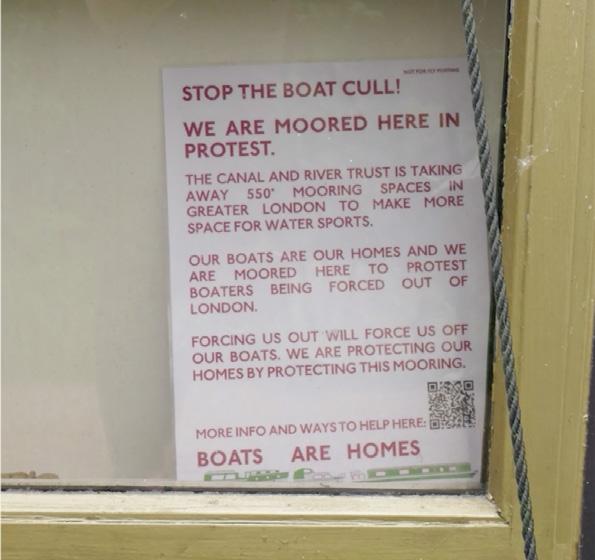 NOT FOR FLY POSTING
STOP THE BOAT CULL!
WE ARE MOORED HERE IN
PROTEST.
THE CANAL AND RIVER TRUST IS TAKING
AWAY 550* MOORING SPACES IN
GREATER LONDON TO MAKE MORE
SPACE FOR WATER SPORTS.
OUR BOATS ARE OUR HOMES AND WE
ARE MOORED HERE TO PROTEST
BOATERS BEING FORCED OUT OF
LONDON.
FORCING US OUT WILL FORCE US OFF
OUR BOATS. WE ARE PROTECTING OUR
HOMES BY PROTECTING THIS MOORING.
MORE INFO AND WAYS TO HELP HERE:
BOATS ARE HOMES